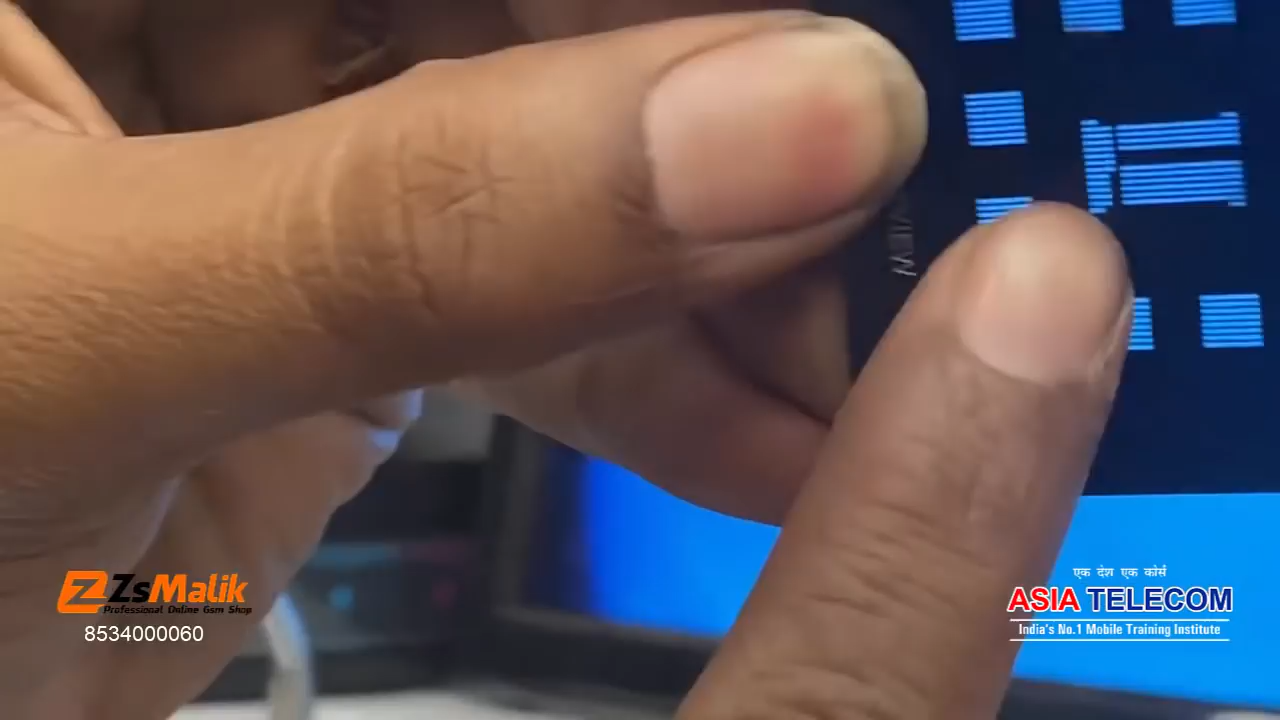 ZsMalik
Professional Online Gsm Shop
8534000060
एक देश एक कोर्स
ASIA TELECOM
India's No.1 Mobile Training Institute